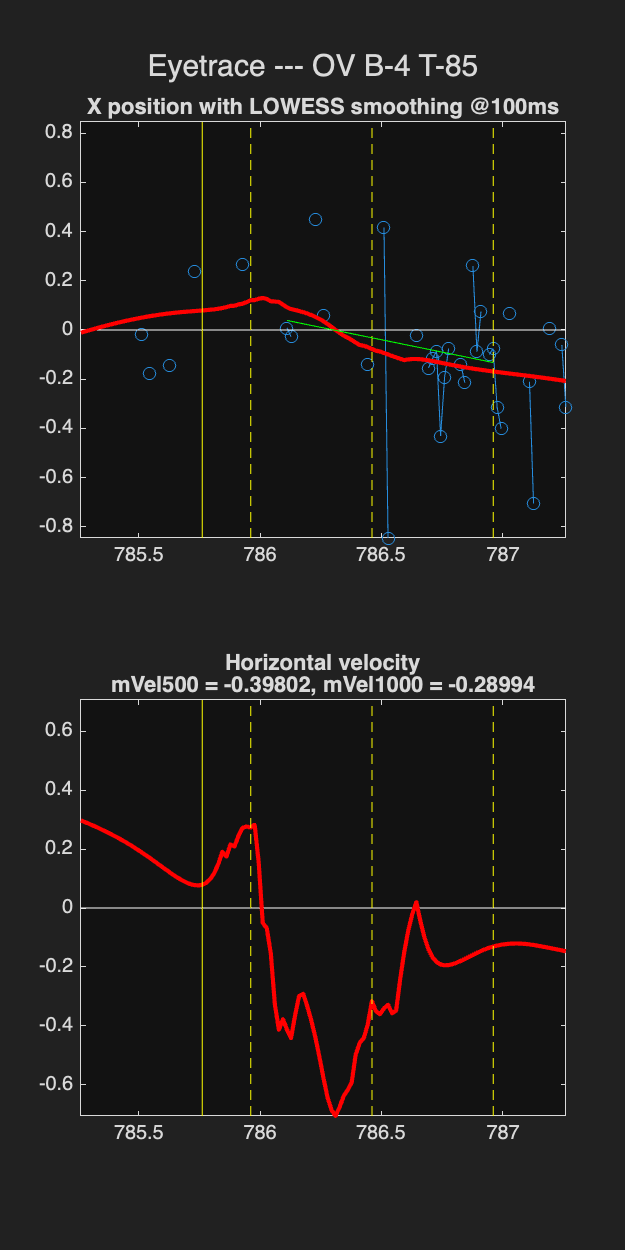 Eyetrace --- OV B-4 T-85
X position with LOWESS smoothing @100ms
0.8
0.6
0.4
0.2
0
-0.2
-0.4
-0.6
-0.8
785.5 786 786.5 787
Horizontal velocity
mVel500 = -0.39802, mVel1000 = -0.28994
0.6
0.4
0.2
0
-0.2
-0.4
-0.6
785.5 786 786.5 787